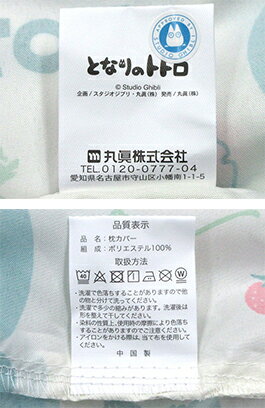 APPROVED BY
STUDIO GHIBLI
となりのトトロ
© Studio Ghibli
企画/スタジオジブリ・丸眞(株) 発売/丸眞(株)
丸眞株式会社
TEL.0120-0777-04
愛知県名古屋市守山区小幡南1-1-5
品質表示
品名：枕カバー
組成：ポリエステル100%
取扱方法
40
・洗濯で色落ちすることがありますので他の物と分けて洗ってください。
・洗濯で多少の縮みがあります。洗濯後は形を整えて干してください。
・染料の性質上、使用時の摩擦により色落ちすることがありますのでご注意ください。
・アイロンをかける際は、当て布を使用してください。
中国製